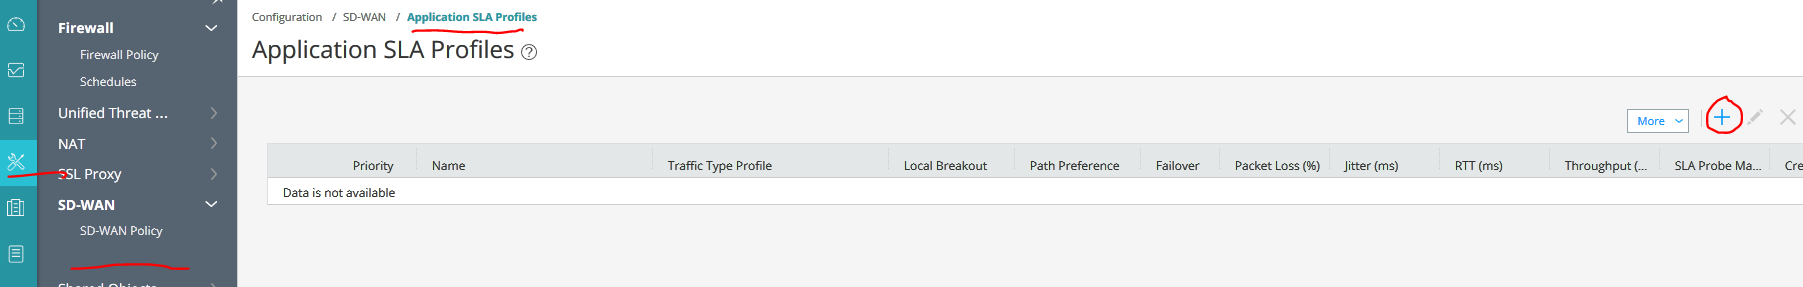 Firewall
Firewall Policy
Schedules
Unified Threat ...
NAT
SSL Proxy
SD-WAN
SD-WAN Policy
Shared Objects
Configuration / SD-WAN / Application SLA Profiles
Application SLA Profiles ?
More
Priority Name Traffic Type Profile Local Breakout Path Preference Failover Packet Loss (%) Jitter (ms) RTT (ms) Throughput (... SLA Probe Ma... Cre
Data is not available